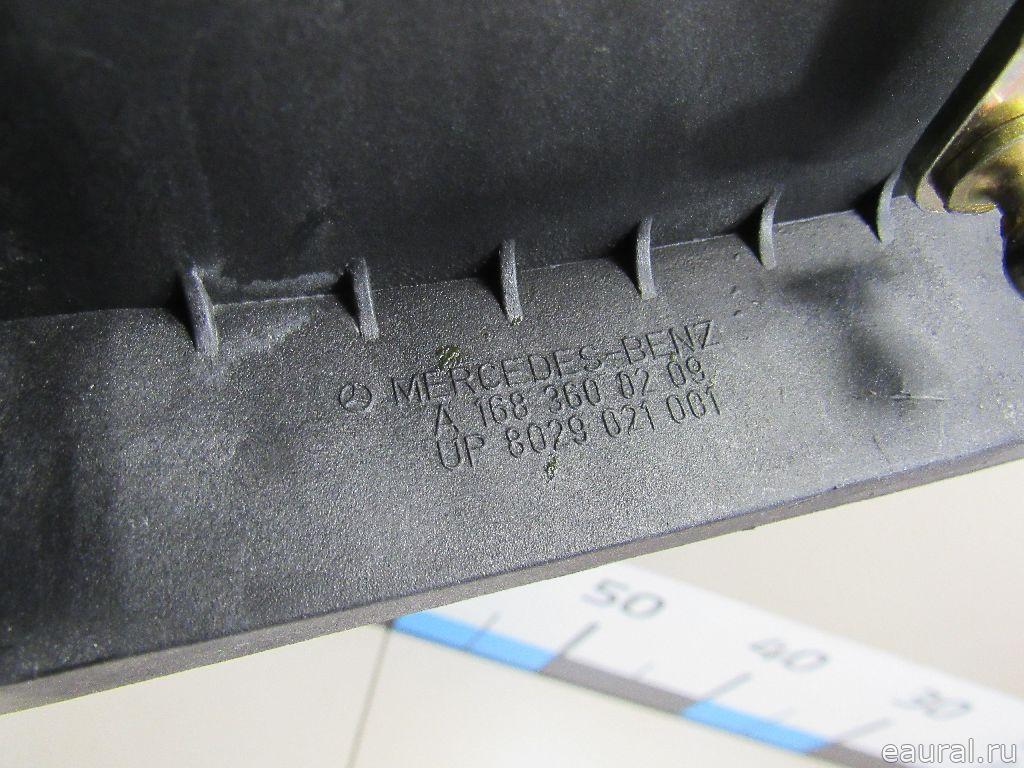 MERCEDES-BENZ
A 168 360 02 09
UP 8029 021 001
50
40
30
eaural.ru